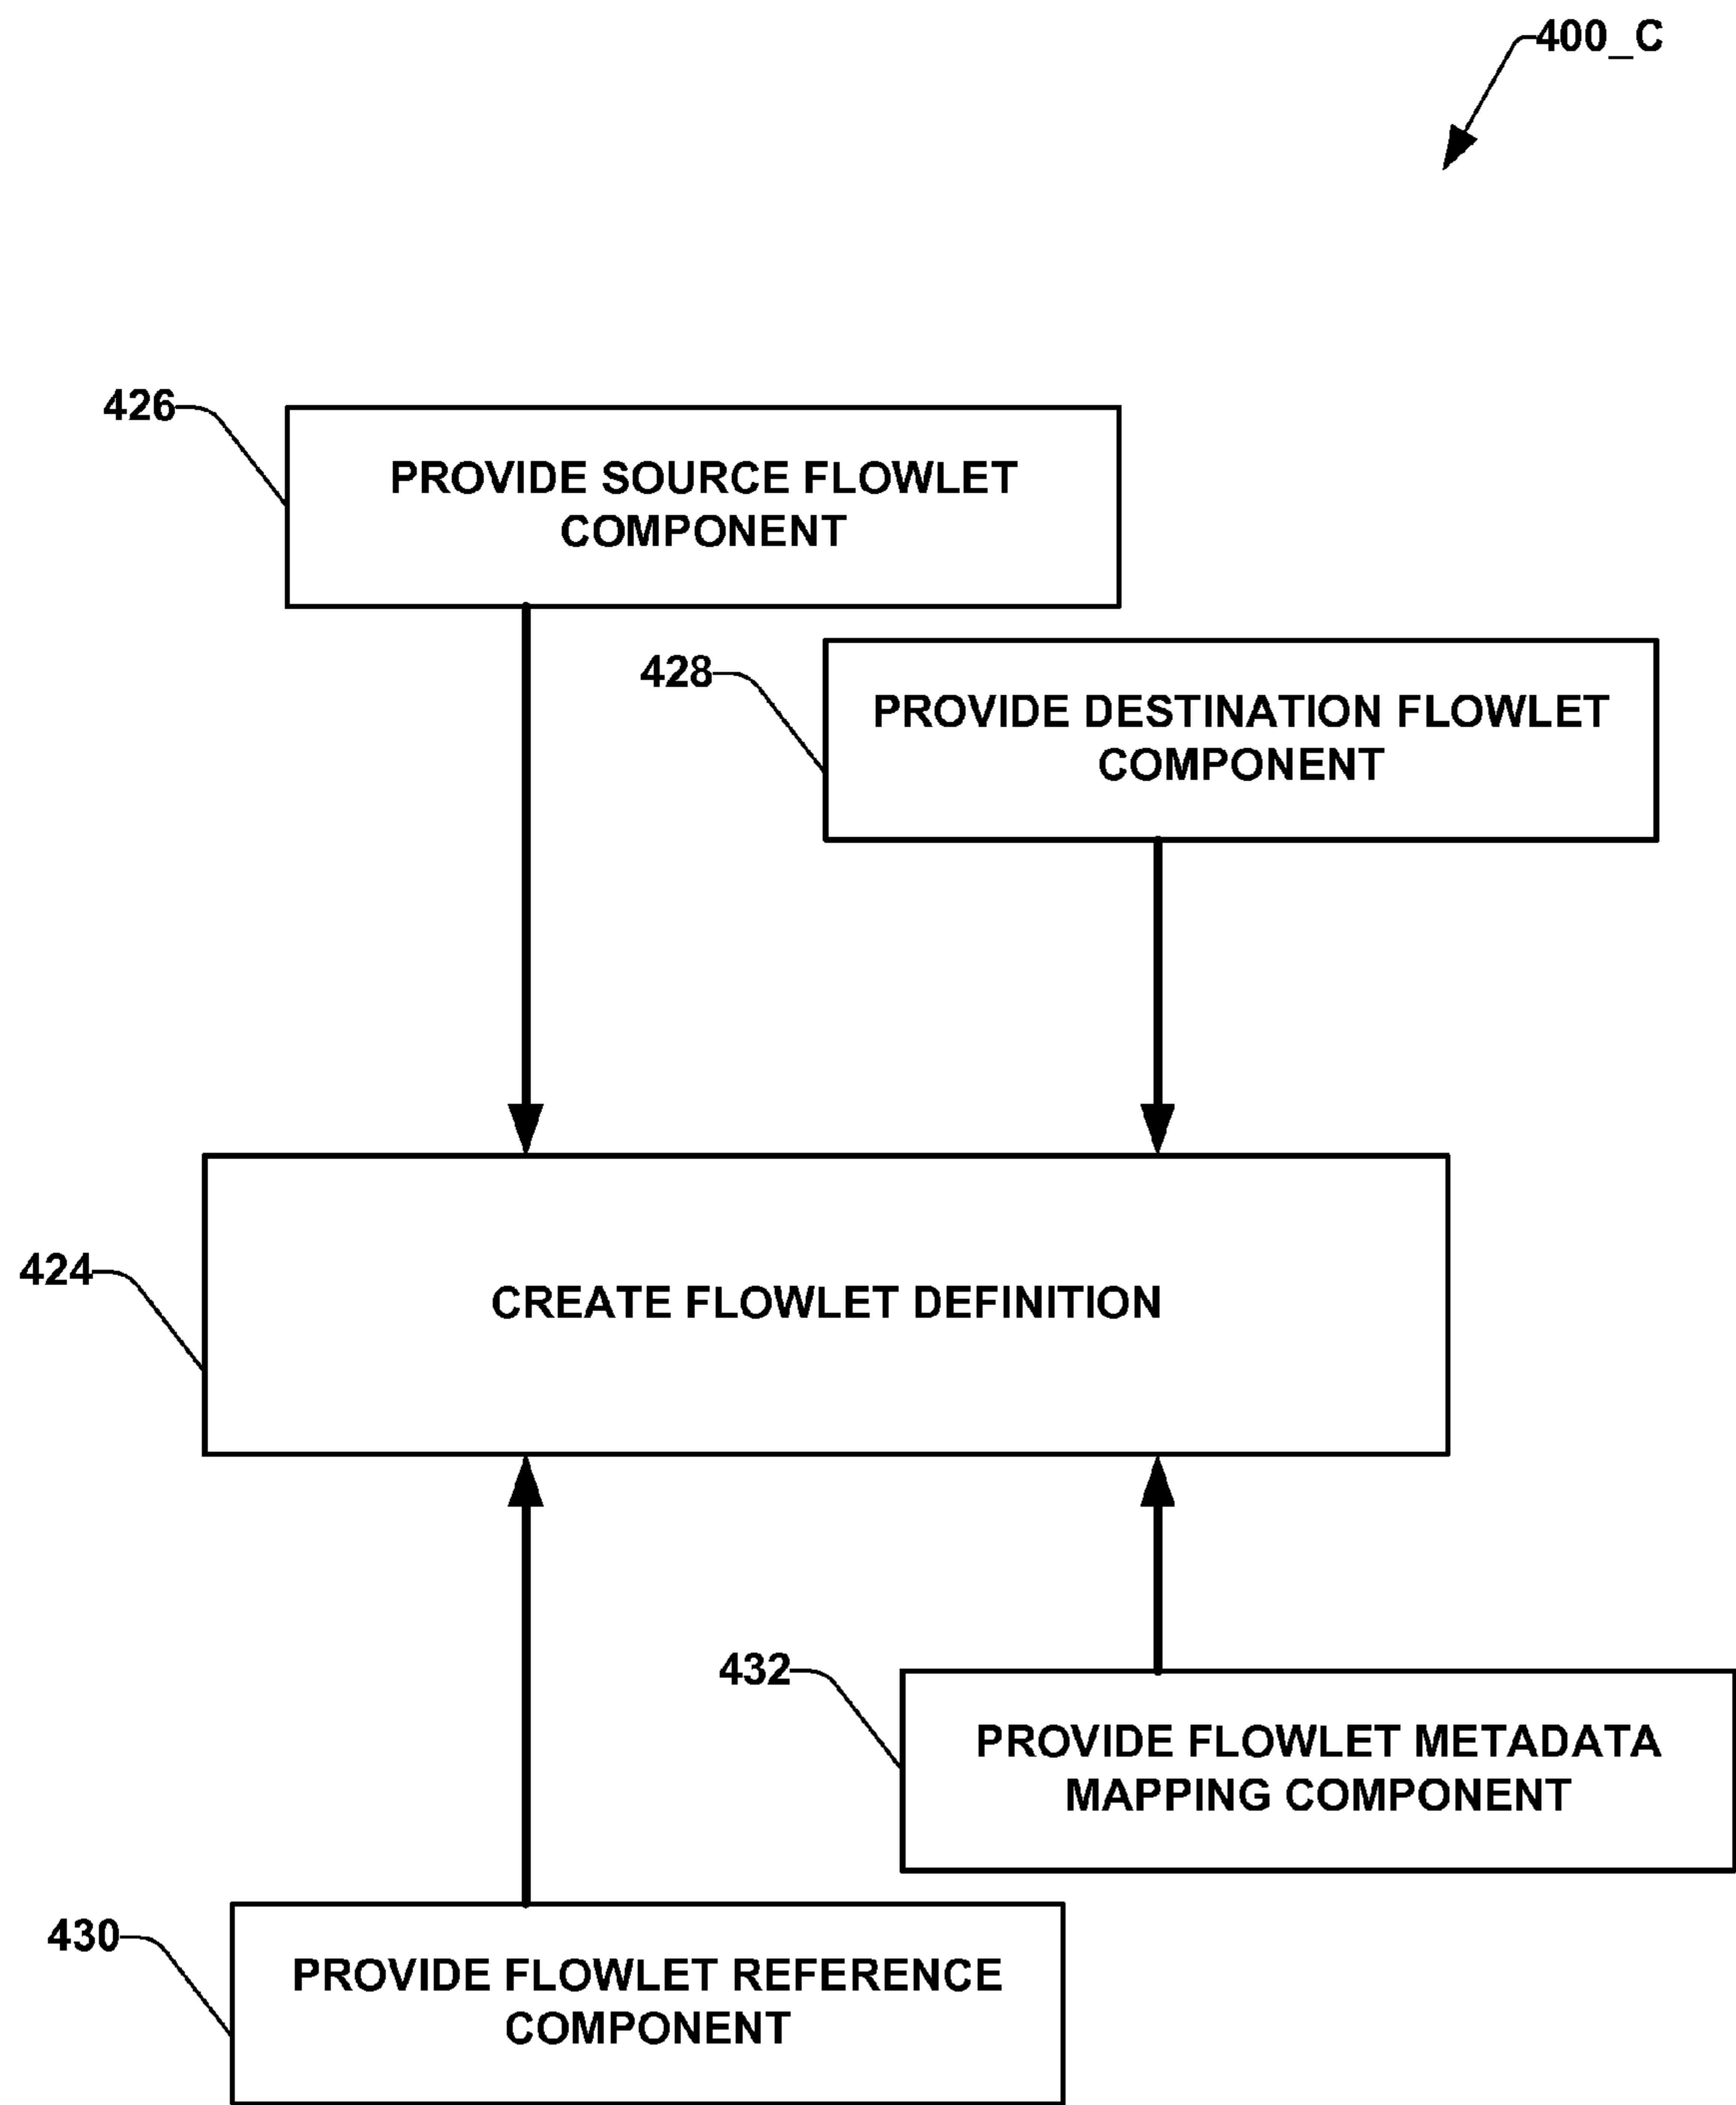 400_C
426
PROVIDE SOURCE FLOWLET
COMPONENT
428
PROVIDE DESTINATION FLOWLET
COMPONENT
424
CREATE FLOWLET DEFINITION
432
PROVIDE FLOWLET METADATA
MAPPING COMPONENT
430
PROVIDE FLOWLET REFERENCE
COMPONENT